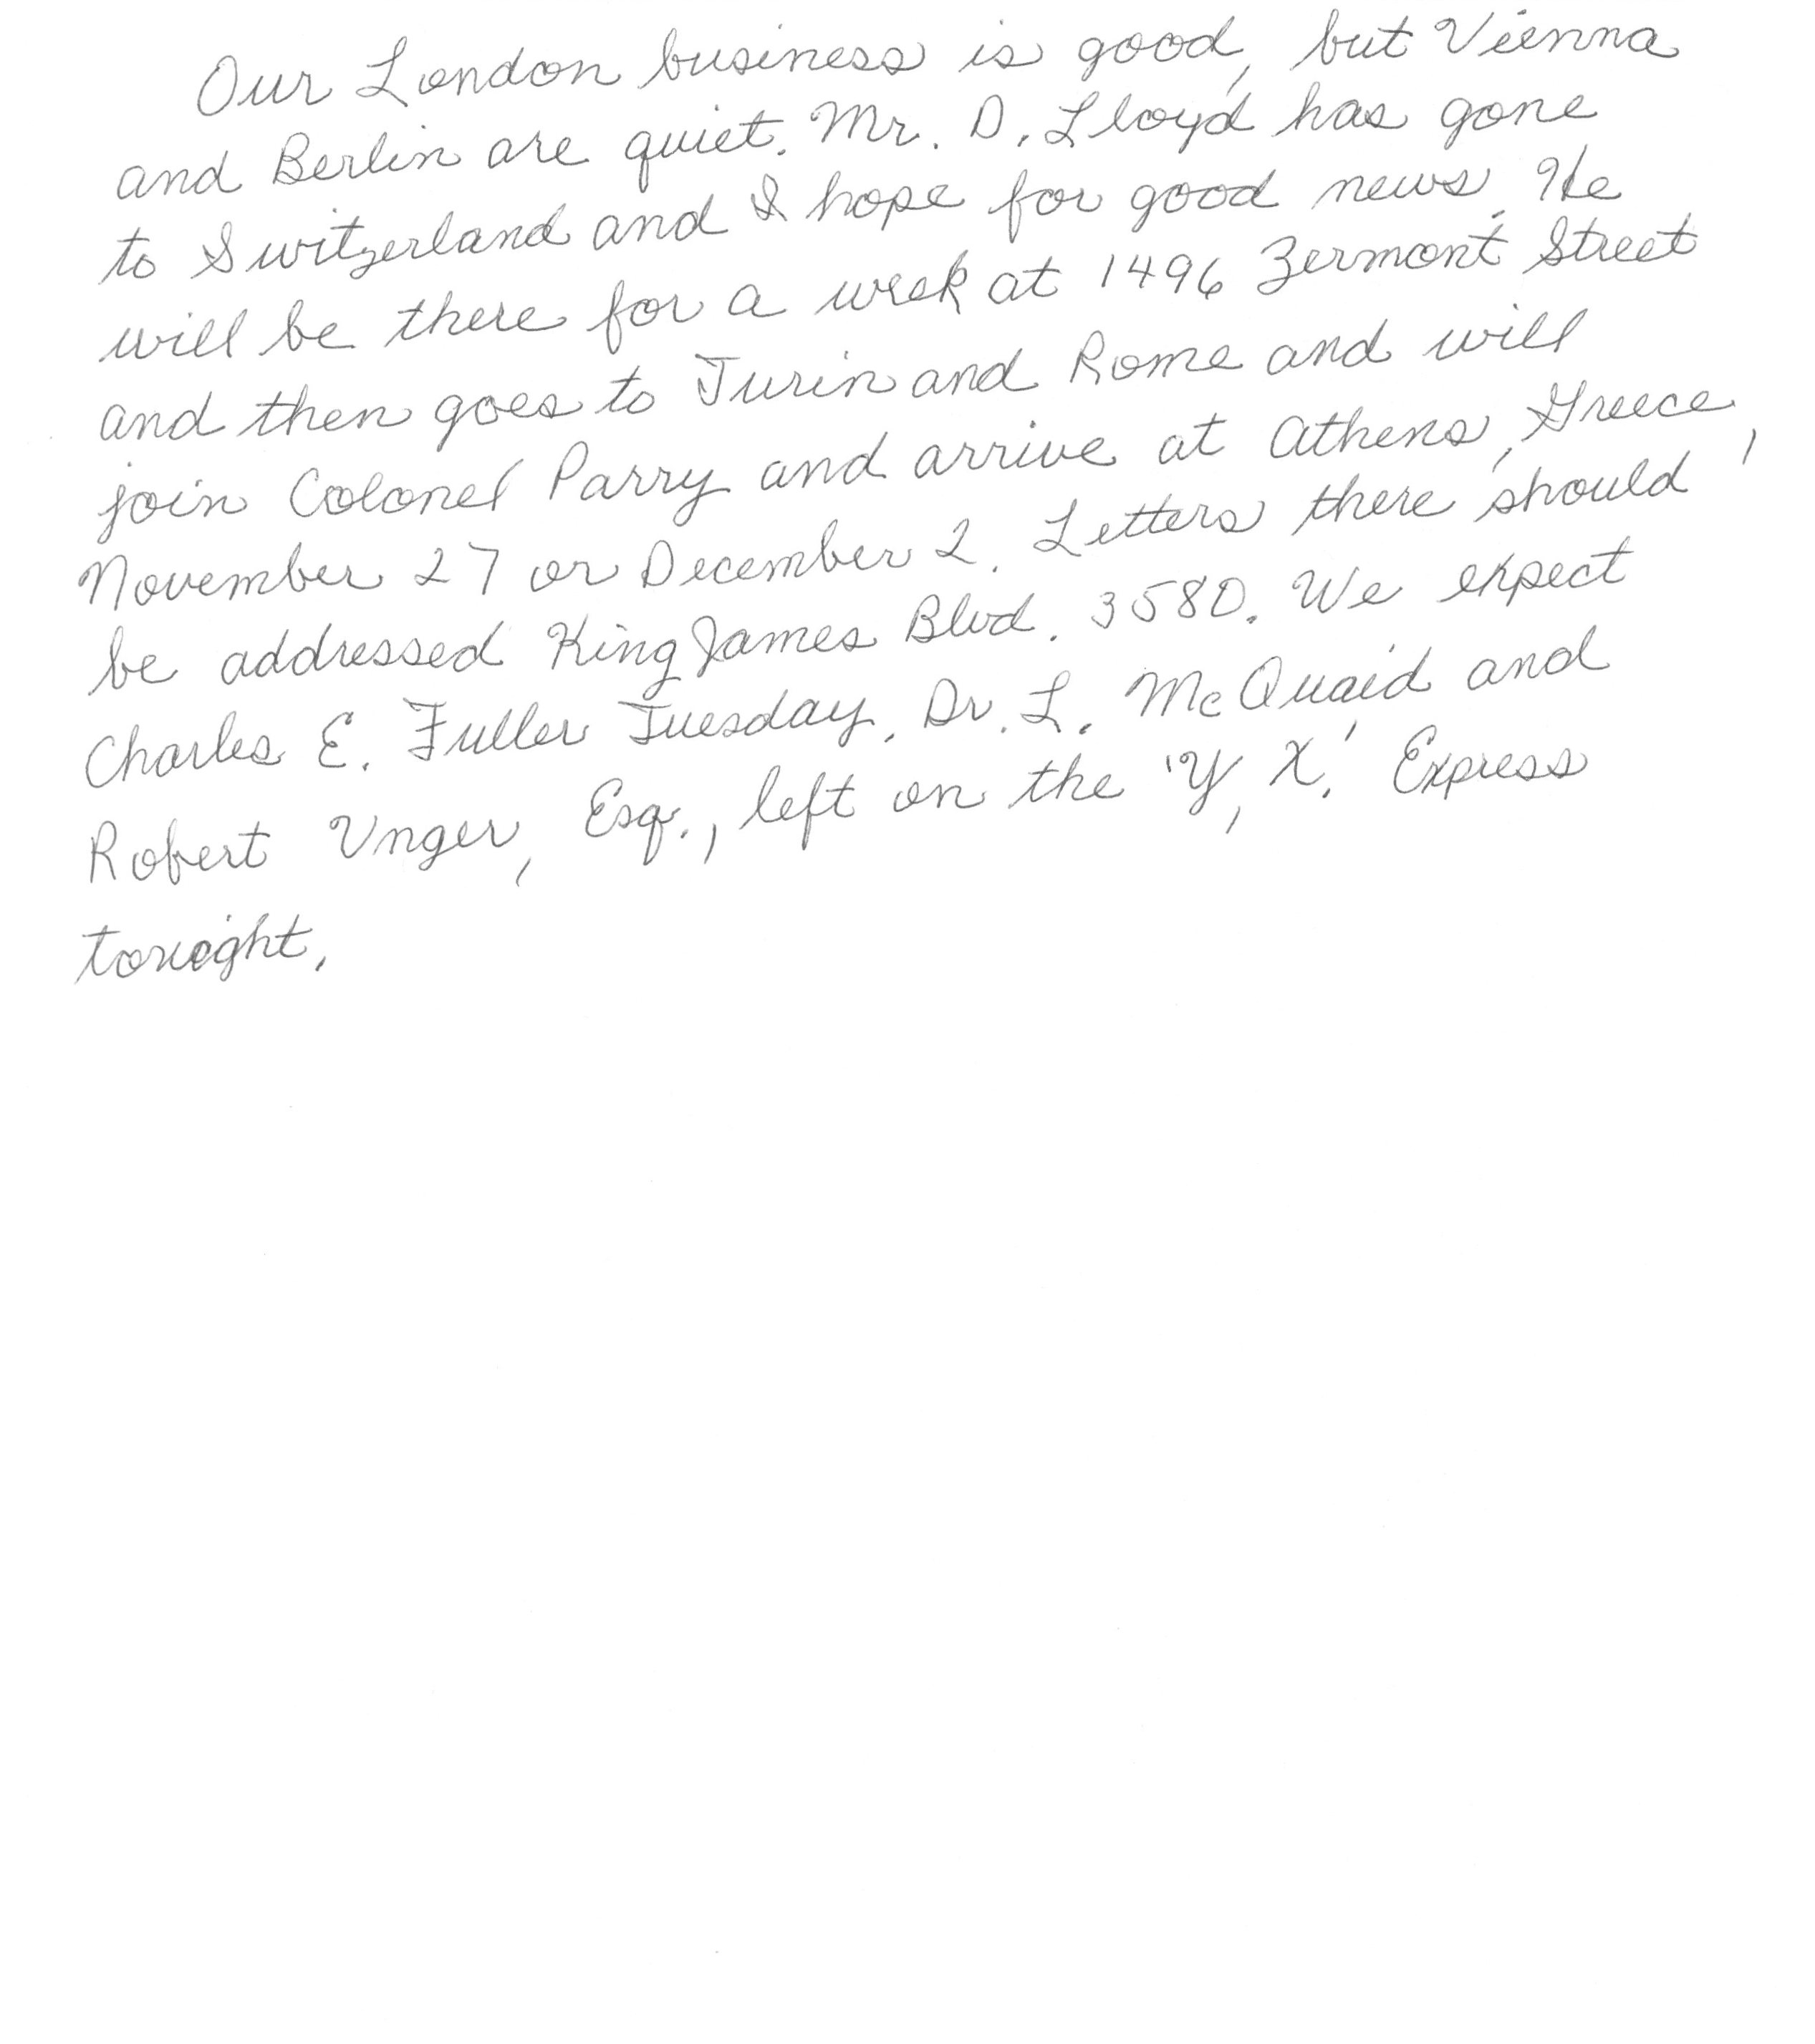 Our London business is good, but Vienna
and Berlin are quiet. Mr. D. Lloyd has gone
to Switzerland and I hope for good news. He
will be there for a week at 1496 Zermont Street
and then goes to Turin and Rome and will
join Colonel Parry and arrive at Athens, Greece,
November 27 or December 2. Letters there should
be addressed King James Blvd. 3580. We expect
Charles E. Fuller Tuesday. Dr. L. McQuaid and
Robert Unger, Esq., left on the 'Y, X.' Express
tonight.